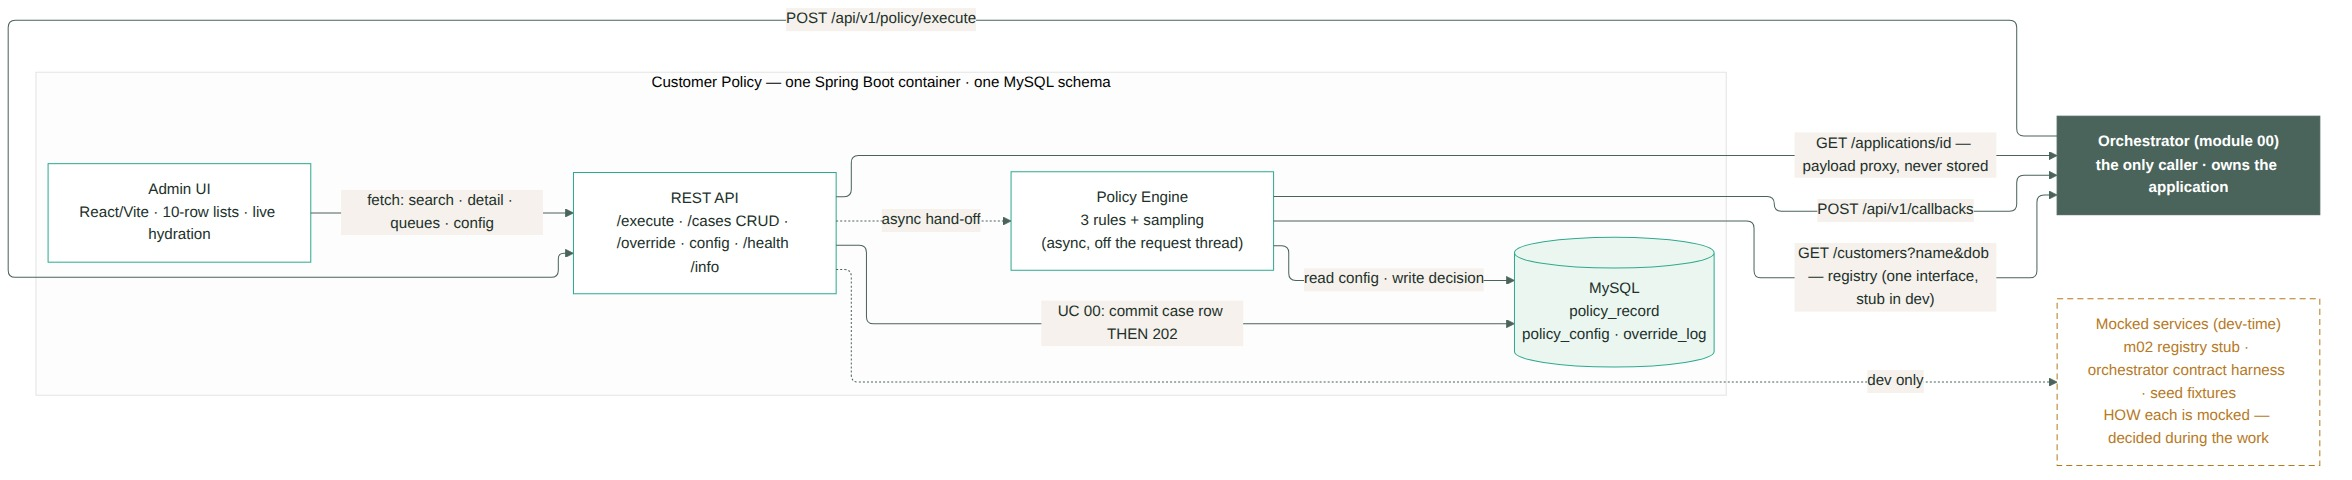 POST /api/v1/policy/execute
Customer Policy — one Spring Boot container · one MySQL schema
Admin UI
React/Vite · 10-row lists · live
hydration
fetch: search · detail ·
queues · config
REST API
/execute · /cases CRUD ·
/override · config · /health
/info
async hand-off
Policy Engine
3 rules + sampling
(async, off the request thread)
read config · write decision
UC 00: commit case row
THEN 202
MySQL
policy_record
policy_config · override_log
GET /applications/id —
payload proxy, never stored
POST /api/v1/callbacks
GET /customers?name&dob
— registry (one interface,
stub in dev)
dev only
Orchestrator (module 00)
the only caller · owns the
application
Mocked services (dev-time)
m02 registry stub ·
orchestrator contract harness
· seed fixtures
HOW each is mocked —
decided during the work